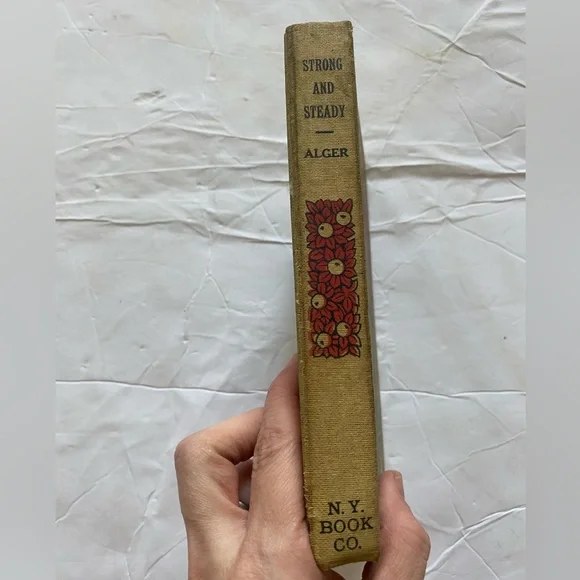 STRONG
AND
STEADY
ALGER
N. Y.
BOOK
CO.